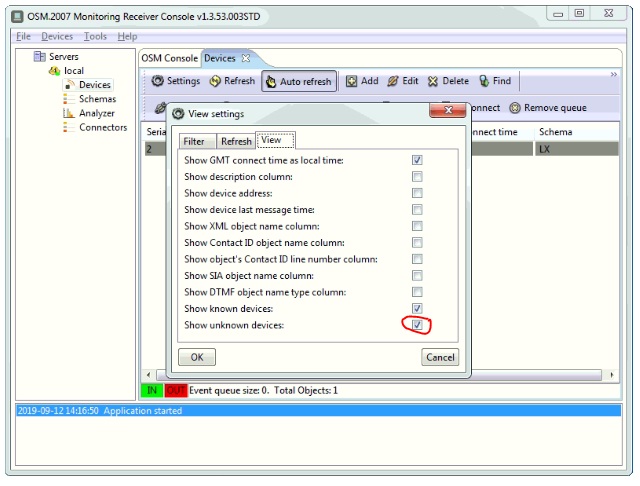 OSM.2007 Monitoring Receiver Console v1.3.53.003STD
File Devices Tools Help
Servers
local
Devices
Schemas
Analyzer
Connectors
OSM Console Devices
Settings Refresh Auto refresh Add Edit Delete Find »
onnect Remove queue
Seria nnect time Schema
2 LX
View settings
Filter Refresh View
Show GMT connect time as local time:
Show description column:
Show device address:
Show device last message time:
Show XML object name column:
Show Contact ID object name column:
Show object's Contact ID line number column:
Show SIA object name column:
Show DTMF object name type column:
Show known devices:
Show unknown devices:
OK Cancel
IN OUT Event queue size: 0. Total Objects: 1
2019-09-12 14:16:50 Application started